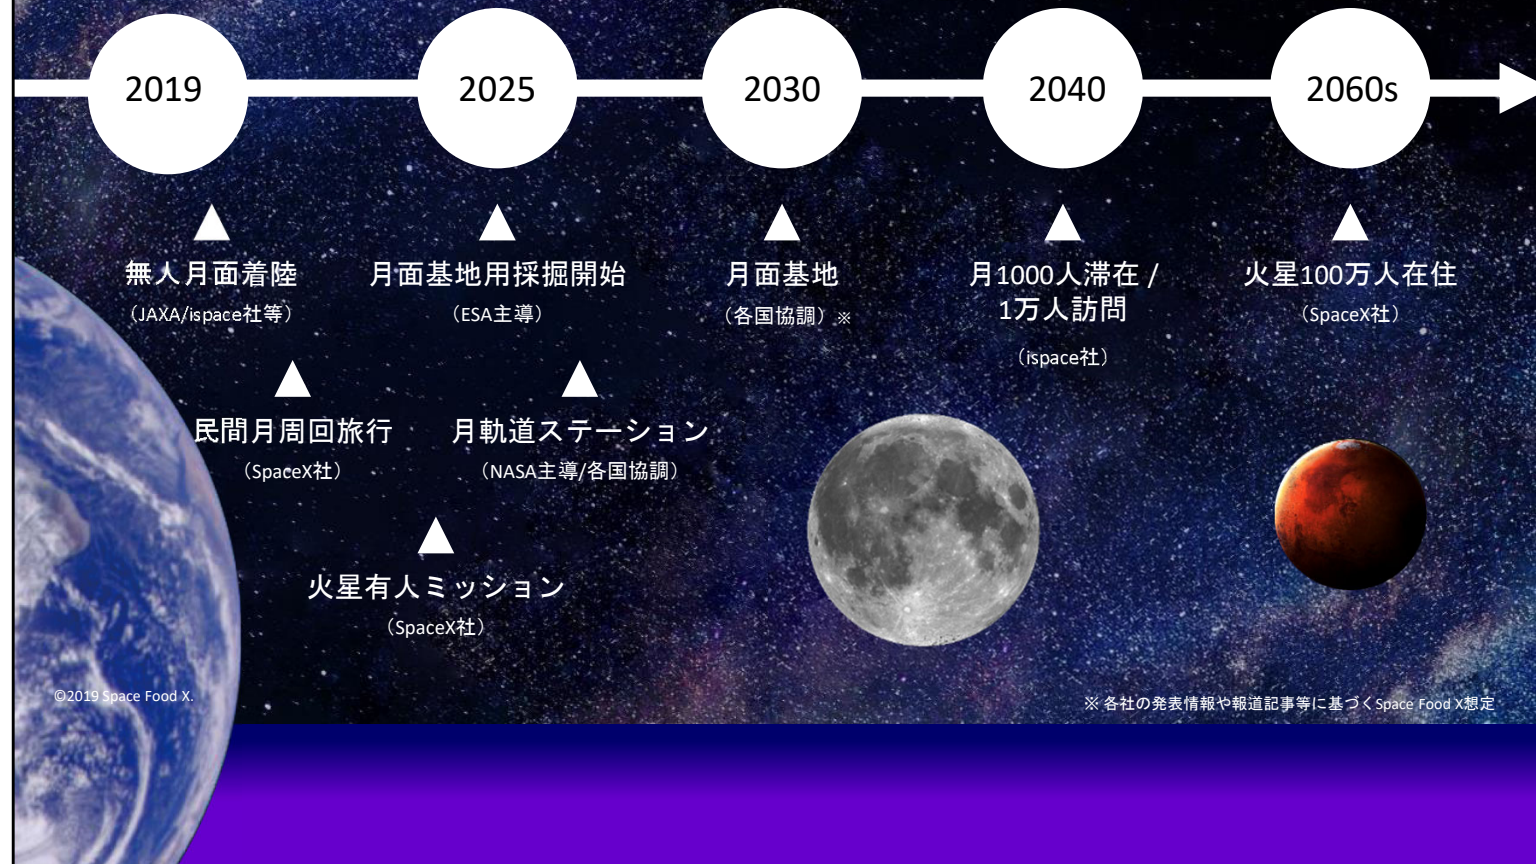 2019
2025
2030
2040
2060s
無人月面着陸
（JAXA/ispace社等）
月面基地用採掘開始
（ESA主導）
月面基地
（各国協調）※
月1000人滞在 /
1万人訪問
（ispace社）
火星100万人在住
（SpaceX社）
民間月周回旅行
（SpaceX社）
月軌道ステーション
（NASA主導/各国協調）
火星有人ミッション
（SpaceX社）
©2019 Space Food X.
※ 各社の発表情報や報道記事等に基づくSpace Food X想定